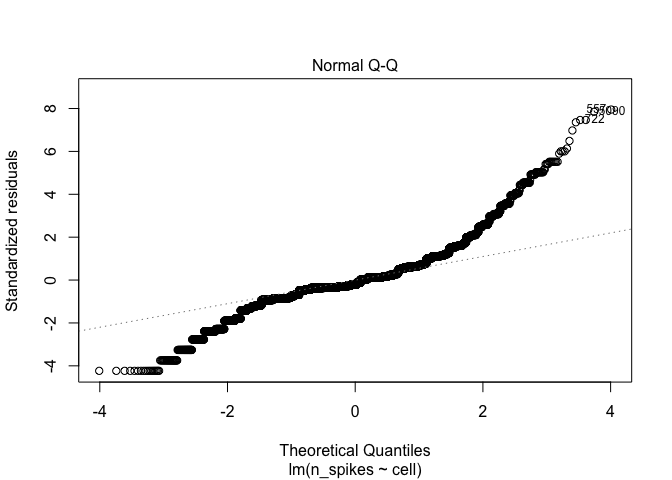 Normal Q-Q
Standardized residuals
8
6
4
2
0
-2
-4
-4 -2 0 2 4
Theoretical Quantiles
lm(n_spikes ~ cell)